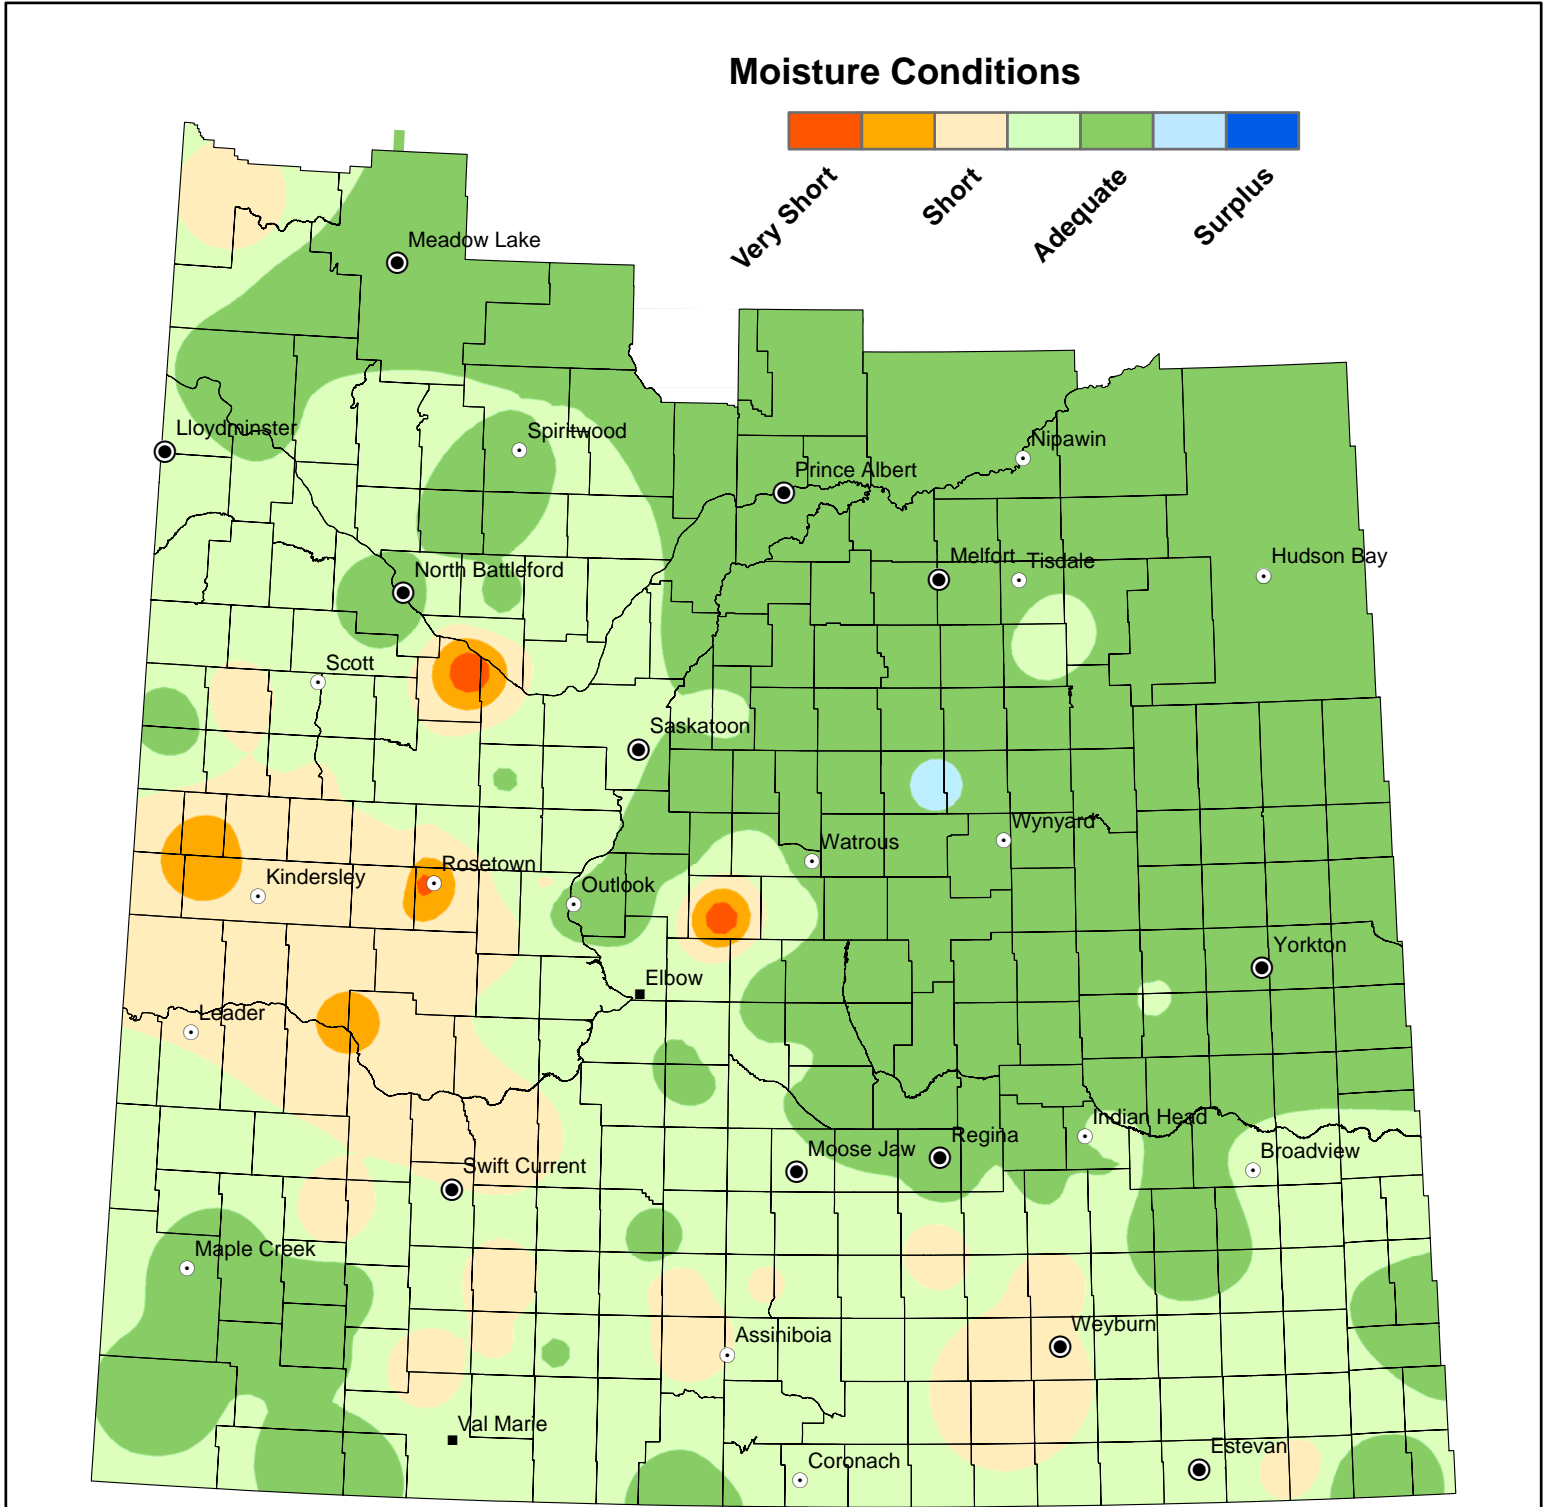 Moisture Conditions
Very Short
Short
Adequate
Surplus
Meadow Lake
Lloydminster
Spiritwood
Nipawin
Prince Albert
Melfort
Tisdale
Hudson Bay
North Battleford
Scott
Saskatoon
Wynyard
Watrous
Rosetown
Kindersley
Outlook
Yorkton
Elbow
Leader
Indian Head
Regina
Moose Jaw
Broadview
Swift Current
Maple Creek
Weyburn
Assiniboia
Val Marie
Estevan
Coronach